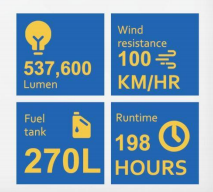 537,600
Lumen
Wind
resistance
100
KM/HR
Fuel
tank
270L
Runtime
198
HOURS